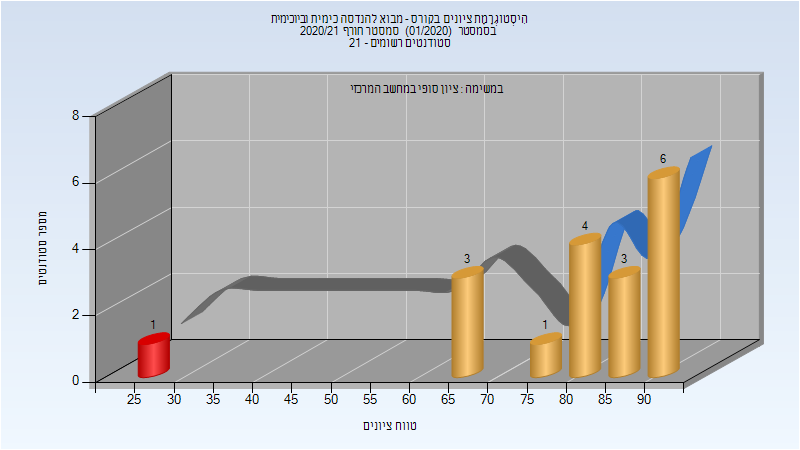 היסטוגרמת ציונים בקורס - מבוא להנדסה כימית וביוכימית
בסמסטר (01/2020) סמסטר חורף 2020/21
סטודנטים רשומים - 21
במשימה : ציון סופי במחשב המרכזי
מספר סטודנטים
8
6
4
2
0
1
3
1
4
3
6
25 30 35 40 45 50 55 60 65 70 75 80 85 90
טווח ציונים